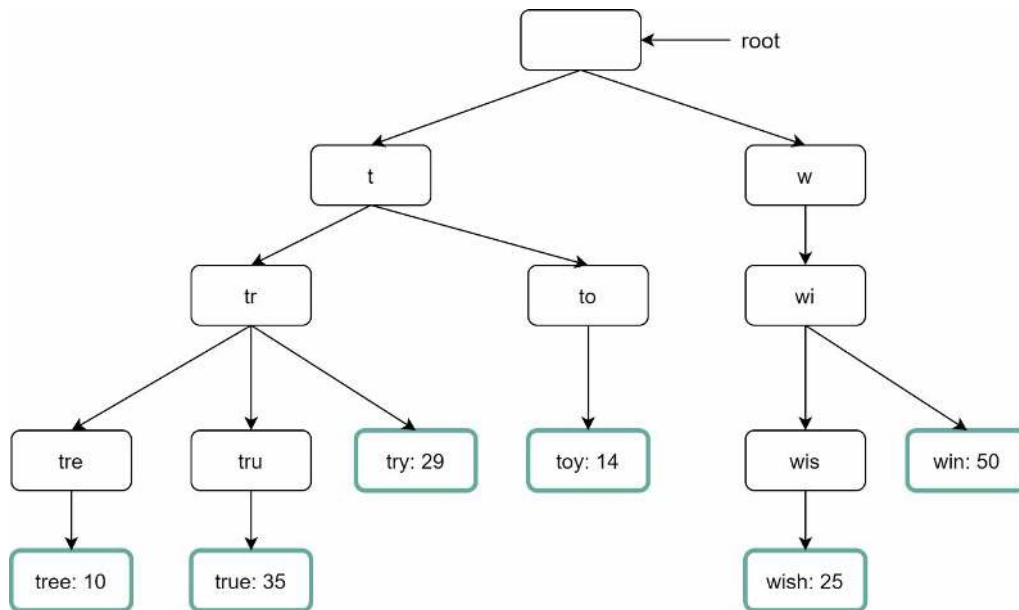 root
t
w
tr
to
wi
tre
tru
try: 29
toy: 14
wis
win: 50
tree: 10
true: 35
wish: 25